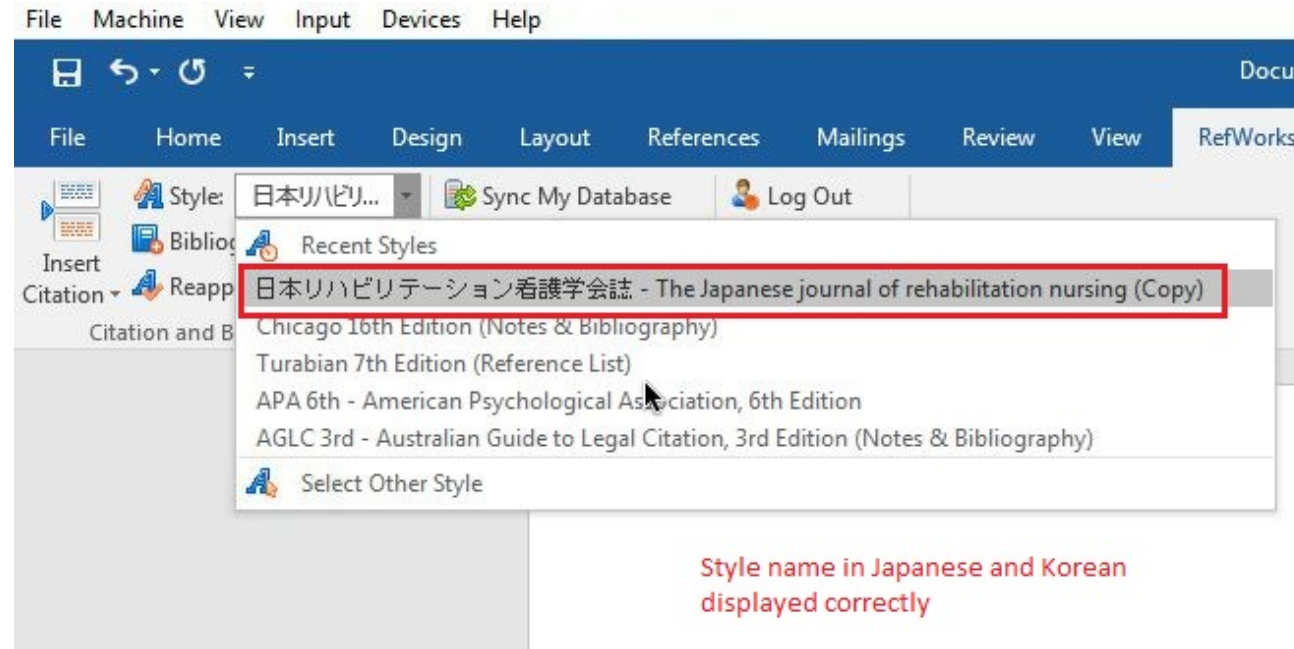 File Machine View Input Devices Help
Docu
File Home Insert Design Layout References Mailings Review View RefWorks
Style: 日本リハビリ... Sync My Database Log Out
Bibliog
Recent Styles
Insert
Citation
Reapp
日本リハビリテーション看護学会誌 - The Japanese journal of rehabilitation nursing (Copy)
Citation and B
Chicago 16th Edition (Notes & Bibliography)
Turabian 7th Edition (Reference List)
APA 6th - American Psychological Association, 6th Edition
AGLC 3rd - Australian Guide to Legal Citation, 3rd Edition (Notes & Bibliography)
Select Other Style
Style name in Japanese and Korean
displayed correctly